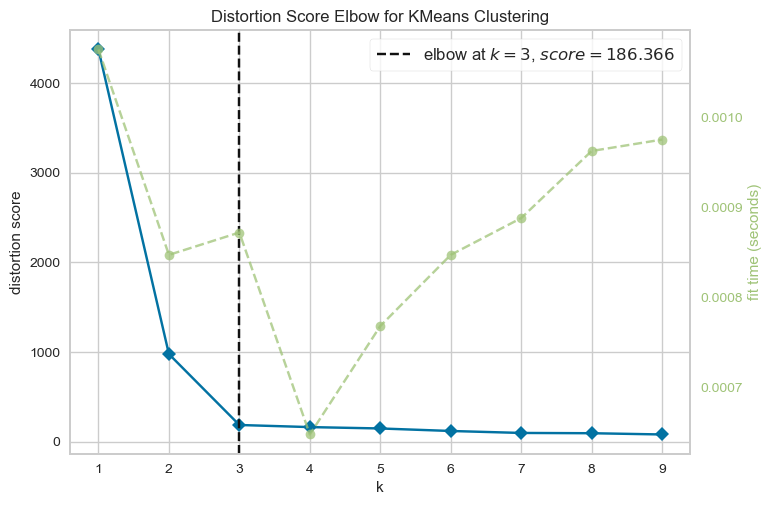 Distortion Score Elbow for KMeans Clustering
elbow at k = 3, score = 186.366
distortion score
4000
3000
2000
1000
0
0.0010
0.0009
0.0008
0.0007
fit time (seconds)
1 2 3 4 5 6 7 8 9
k